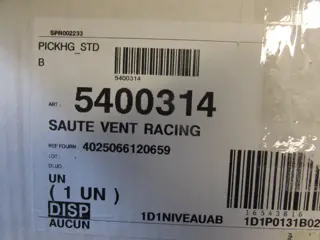 SPR002233
PICKHG_STD
B
5400314
ART : 5400314
SAUTE VENT RACING
REF FOURN : 4025066120659
LOT :
DLUO :
UN
( 1 UN )
DISP
AUCUN
1D1NIVEAUAB
16543816
1D1P0131B02